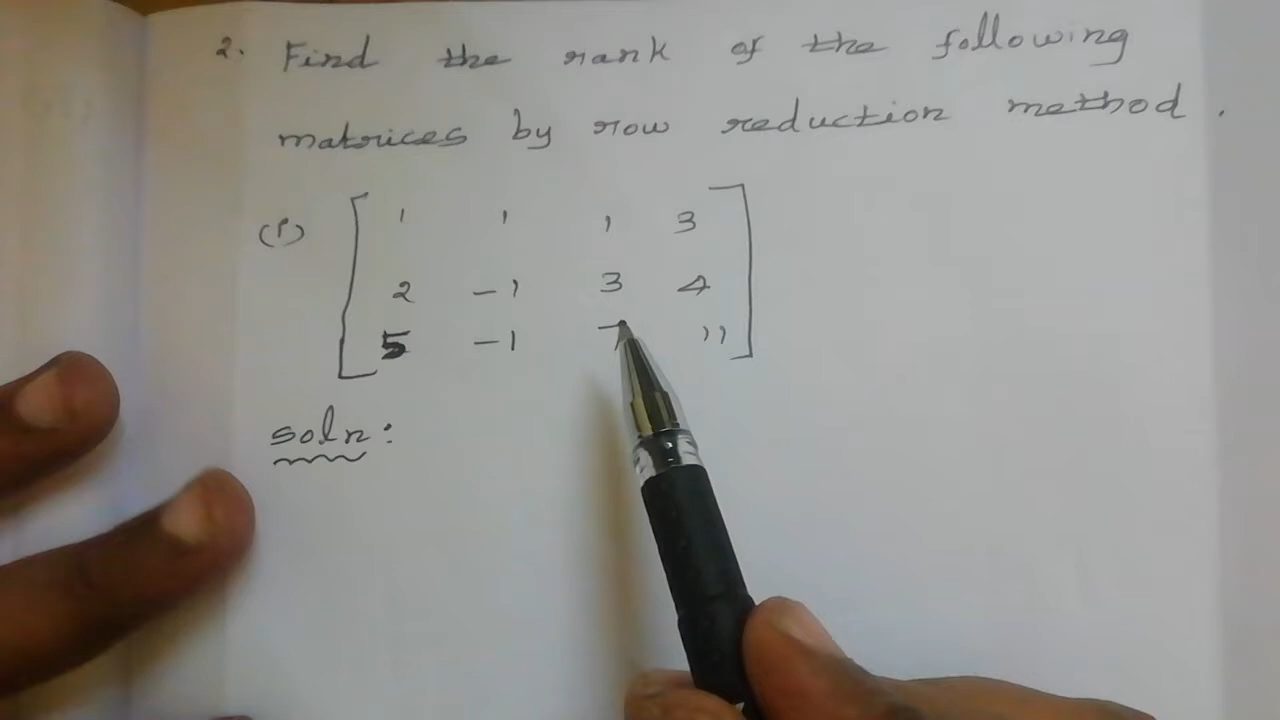 2. Find the rank of the following
matrices by row reduction method.
(i) [ 1 1 1 3
2 -1 3 4
5 -1 7 11 ]
soln: